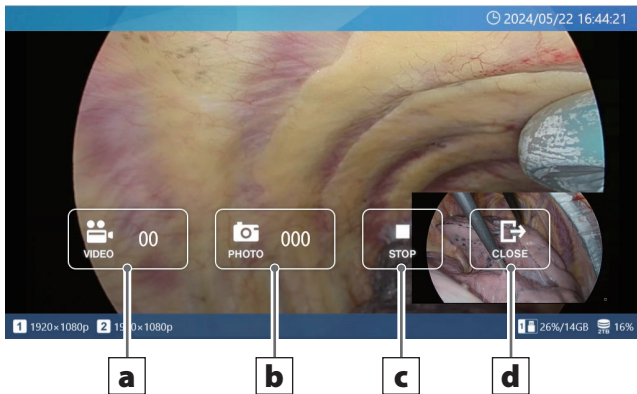 2024/05/22 16:44:21
VIDEO 00
PHOTO 000
STOP
CLOSE
1 1920×1080p 2 1920×1080p
1 26%/14GB 2TB 16%
a b c d